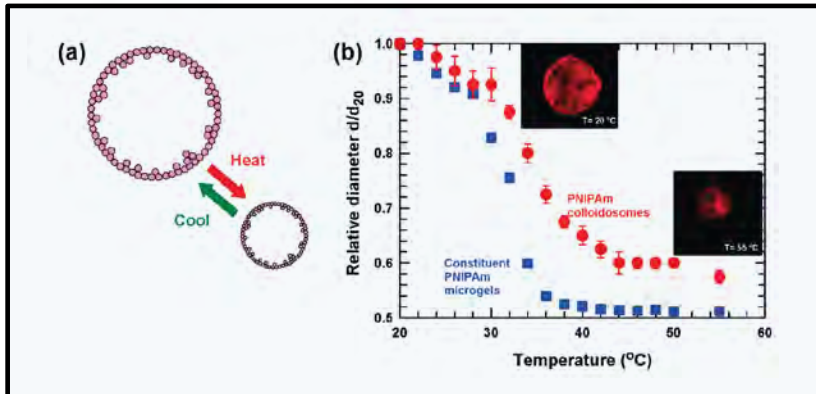 (a)
Heat
Cool
(b)
Relative diameter d/d20
1.0
0.9
0.8
0.7
0.6
0.5
T= 20 °C
PNIPAm
colloidosomes
T= 55 °C
Constituent
PNIPAm
microgels
20
30
40
50
60
Temperature (°C)